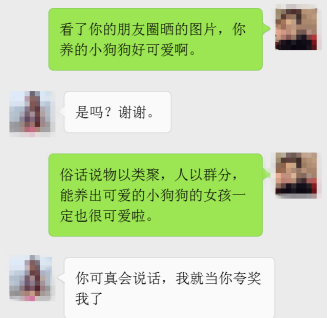 看了你的朋友圈晒的图片，你
养的小狗狗好可爱啊。
是吗？谢谢。
俗话说物以类聚，人以群分，
能养出可爱的小狗狗的女孩一
定也很可爱啦。
你可真会说话，我就当你夸奖
我了